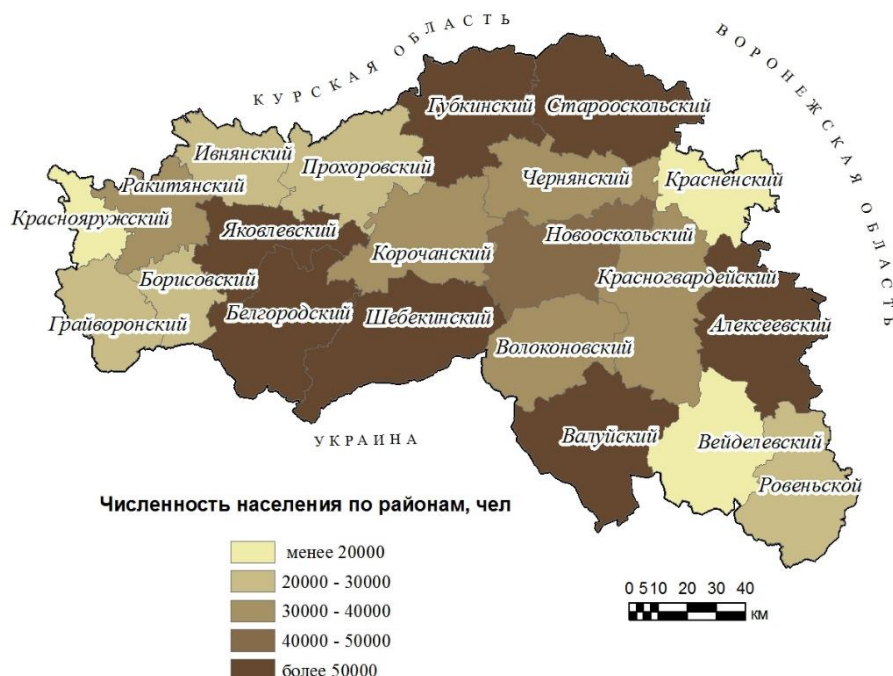 КУРСКАЯ ОБЛАСТЬ
ВОРОНЕЖСКАЯ ОБЛАСТЬ
Губкинский
Старооскольский
Ивнянский
Прохоровский
Чернянский
Красненский
Ракитянский
Краснояружский
Яковлевский
Корочанский
Новооскольский
Борисовский
Красногвардейский
Грайворонский
Белгородский
Шебекинский
Алексеевский
Волоконовский
УКРАИНА
Валуйский
Вейделевский
Ровеньской
Численность населения по районам, чел
менее 20000
20000 - 30000
30000 - 40000
40000 - 50000
более 50000
0 5 10 20 30 40
км